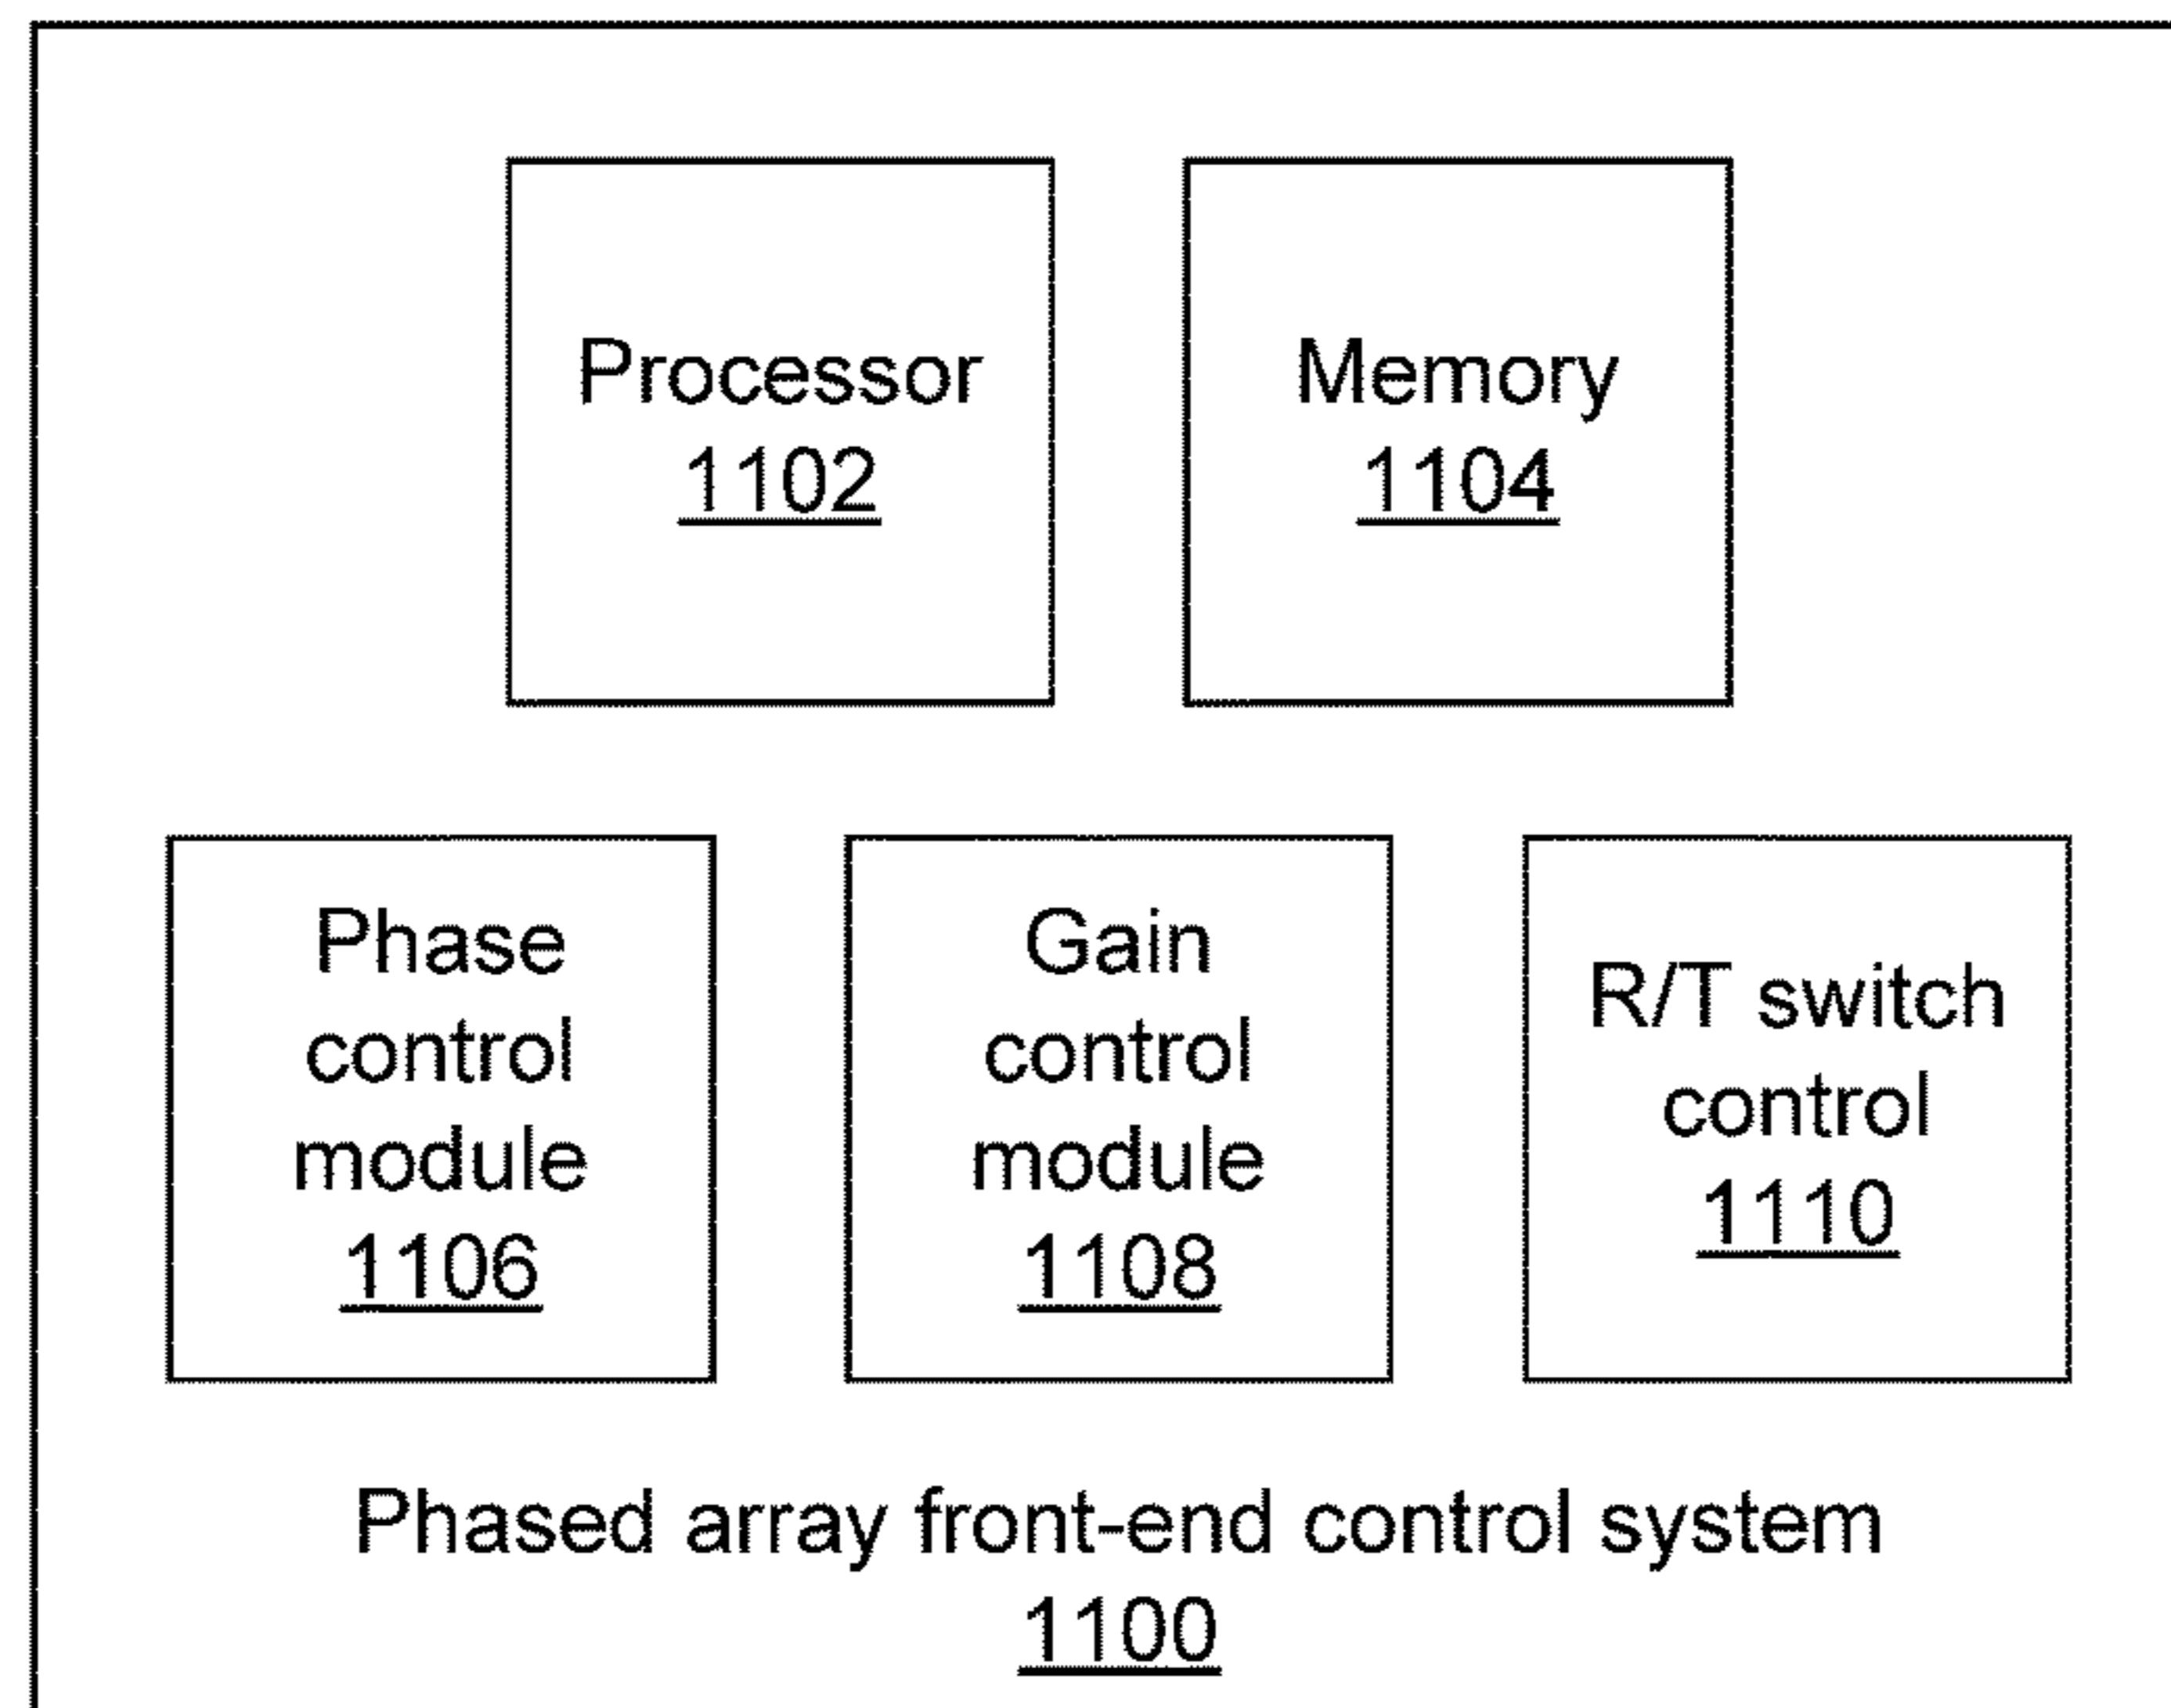 Processor
1102
Memory
1104
Phase
control
module
1106
Gain
control
module
1108
R/T switch
control
1110
Phased array front-end control system
1100